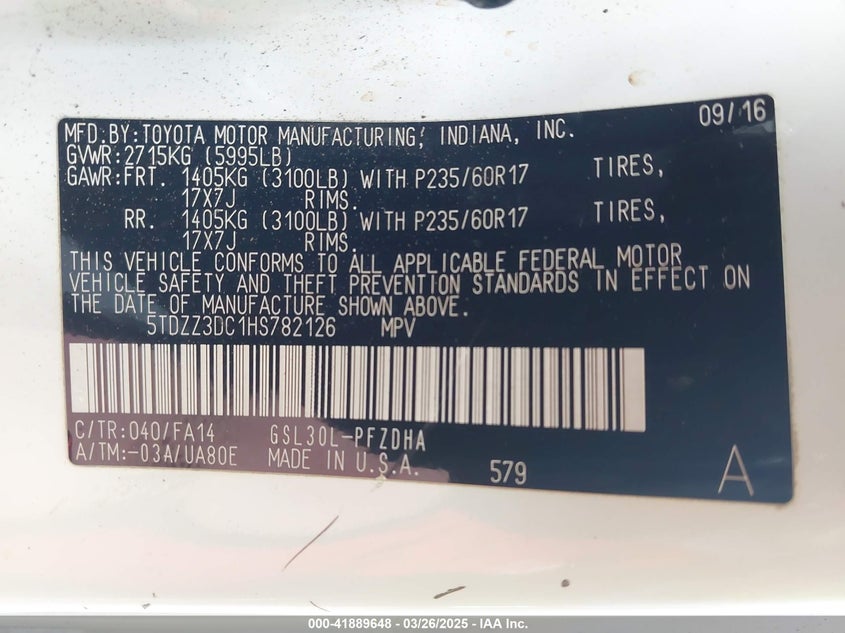 09/16
MFD.BY:TOYOTA MOTOR MANUFACTURING, INDIANA, INC.
GVWR:2715KG (5995LB)
GAWR:FRT. 1405KG (3100LB) WITH P235/60R17 TIRES,
17X7J RIMS.
RR. 1405KG (3100LB) WITH P235/60R17 TIRES,
17X7J RIMS.
THIS VEHICLE CONFORMS TO ALL APPLICABLE FEDERAL MOTOR
VEHICLE SAFETY AND THEFT PREVENTION STANDARDS IN EFFECT ON
THE DATE OF MANUFACTURE SHOWN ABOVE.
5TDZZ3DC1HS782126 MPV
C/TR:040/FA14 GSL30L-PFZDHA
A/TM:-03A/UA80E MADE IN U.S.A. 579 A
000-41889648 - 03/26/2025 - IAA Inc.